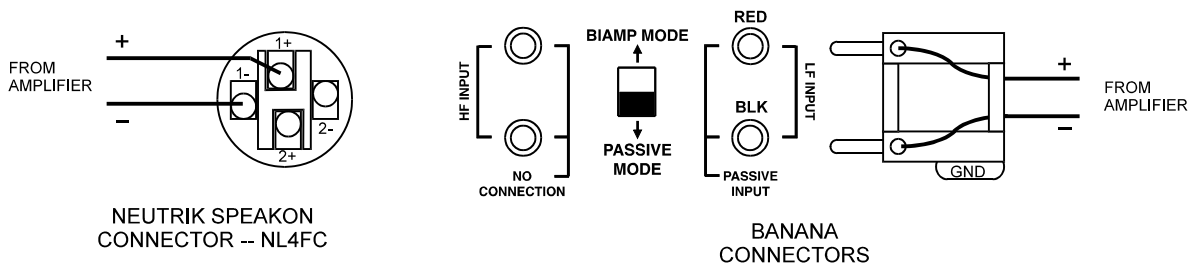 +
FROM
AMPLIFIER
–
1+
1-
2-
2+
NEUTRIK SPEAKON
CONNECTOR -- NL4FC
HF INPUT
NO
CONNECTION
BIAMP MODE
PASSIVE
MODE
RED
BLK
LF INPUT
PASSIVE
INPUT
GND
+
FROM
AMPLIFIER
–
BANANA
CONNECTORS